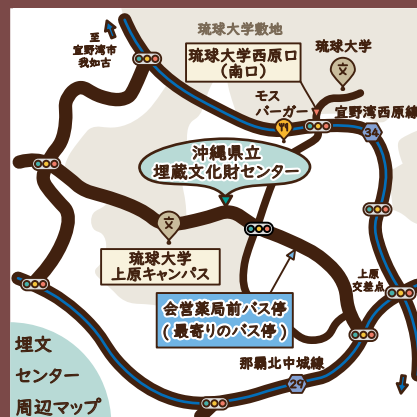 至
宜野湾市
我如古
琉球大学敷地
琉球大学西原口
(南口)
琉球大学
文
モス
バーガー
宜野湾西原線
34
沖縄県立
埋蔵文化財センター
文
琉球大学
上原キャンパス
会営薬局前バス停
(最寄りのバス停)
上原
交差点
那覇北中城線
29
埋文
センター
周辺マップ